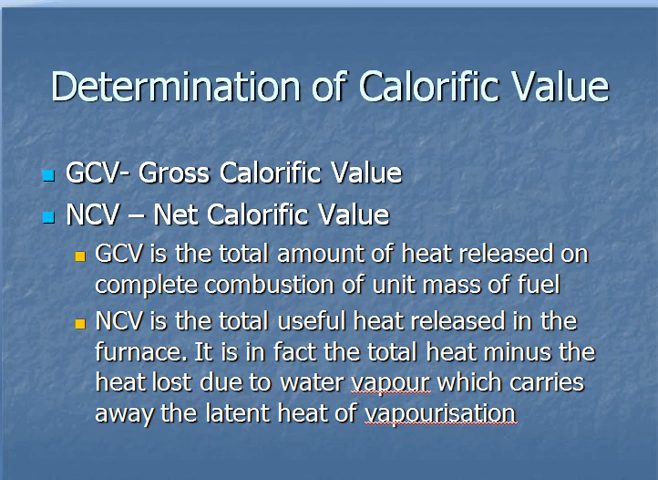 Determination of Calorific Value
GCV- Gross Calorific Value
NCV – Net Calorific Value
GCV is the total amount of heat released on
complete combustion of unit mass of fuel
NCV is the total useful heat released in the
furnace. It is in fact the total heat minus the
heat lost due to water vapour which carries
away the latent heat of vapourisation